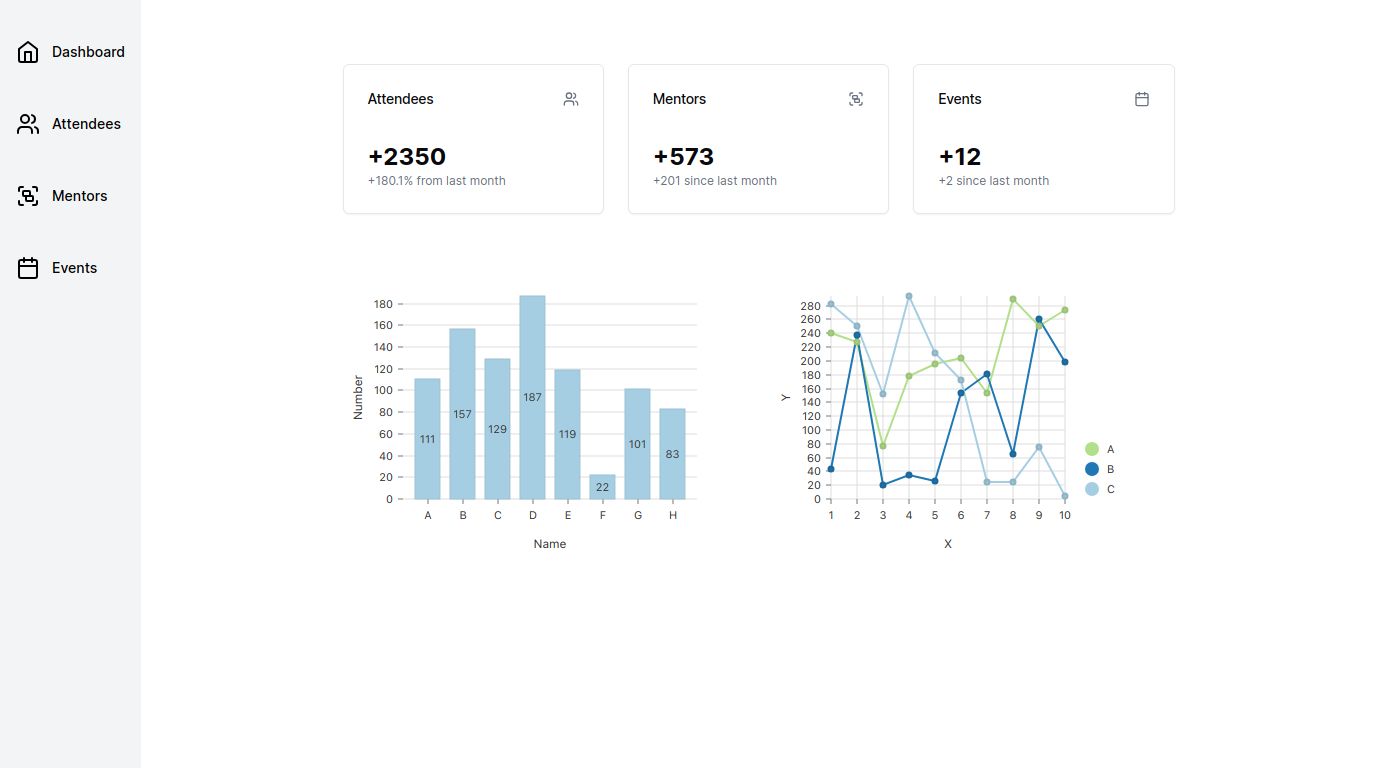 Dashboard
Attendees
Mentors
Events
Attendees
+2350
+180.1% from last month
Mentors
+573
+201 since last month
Events
+12
+2 since last month
Number
180
160
140
120
100
80
60
40
20
0
111
157
129
187
119
22
101
83
A B C D E F G H
Name
Y
280
260
240
220
200
180
160
140
120
100
80
60
40
20
0
1 2 3 4 5 6 7 8 9 10
X
A
B
C